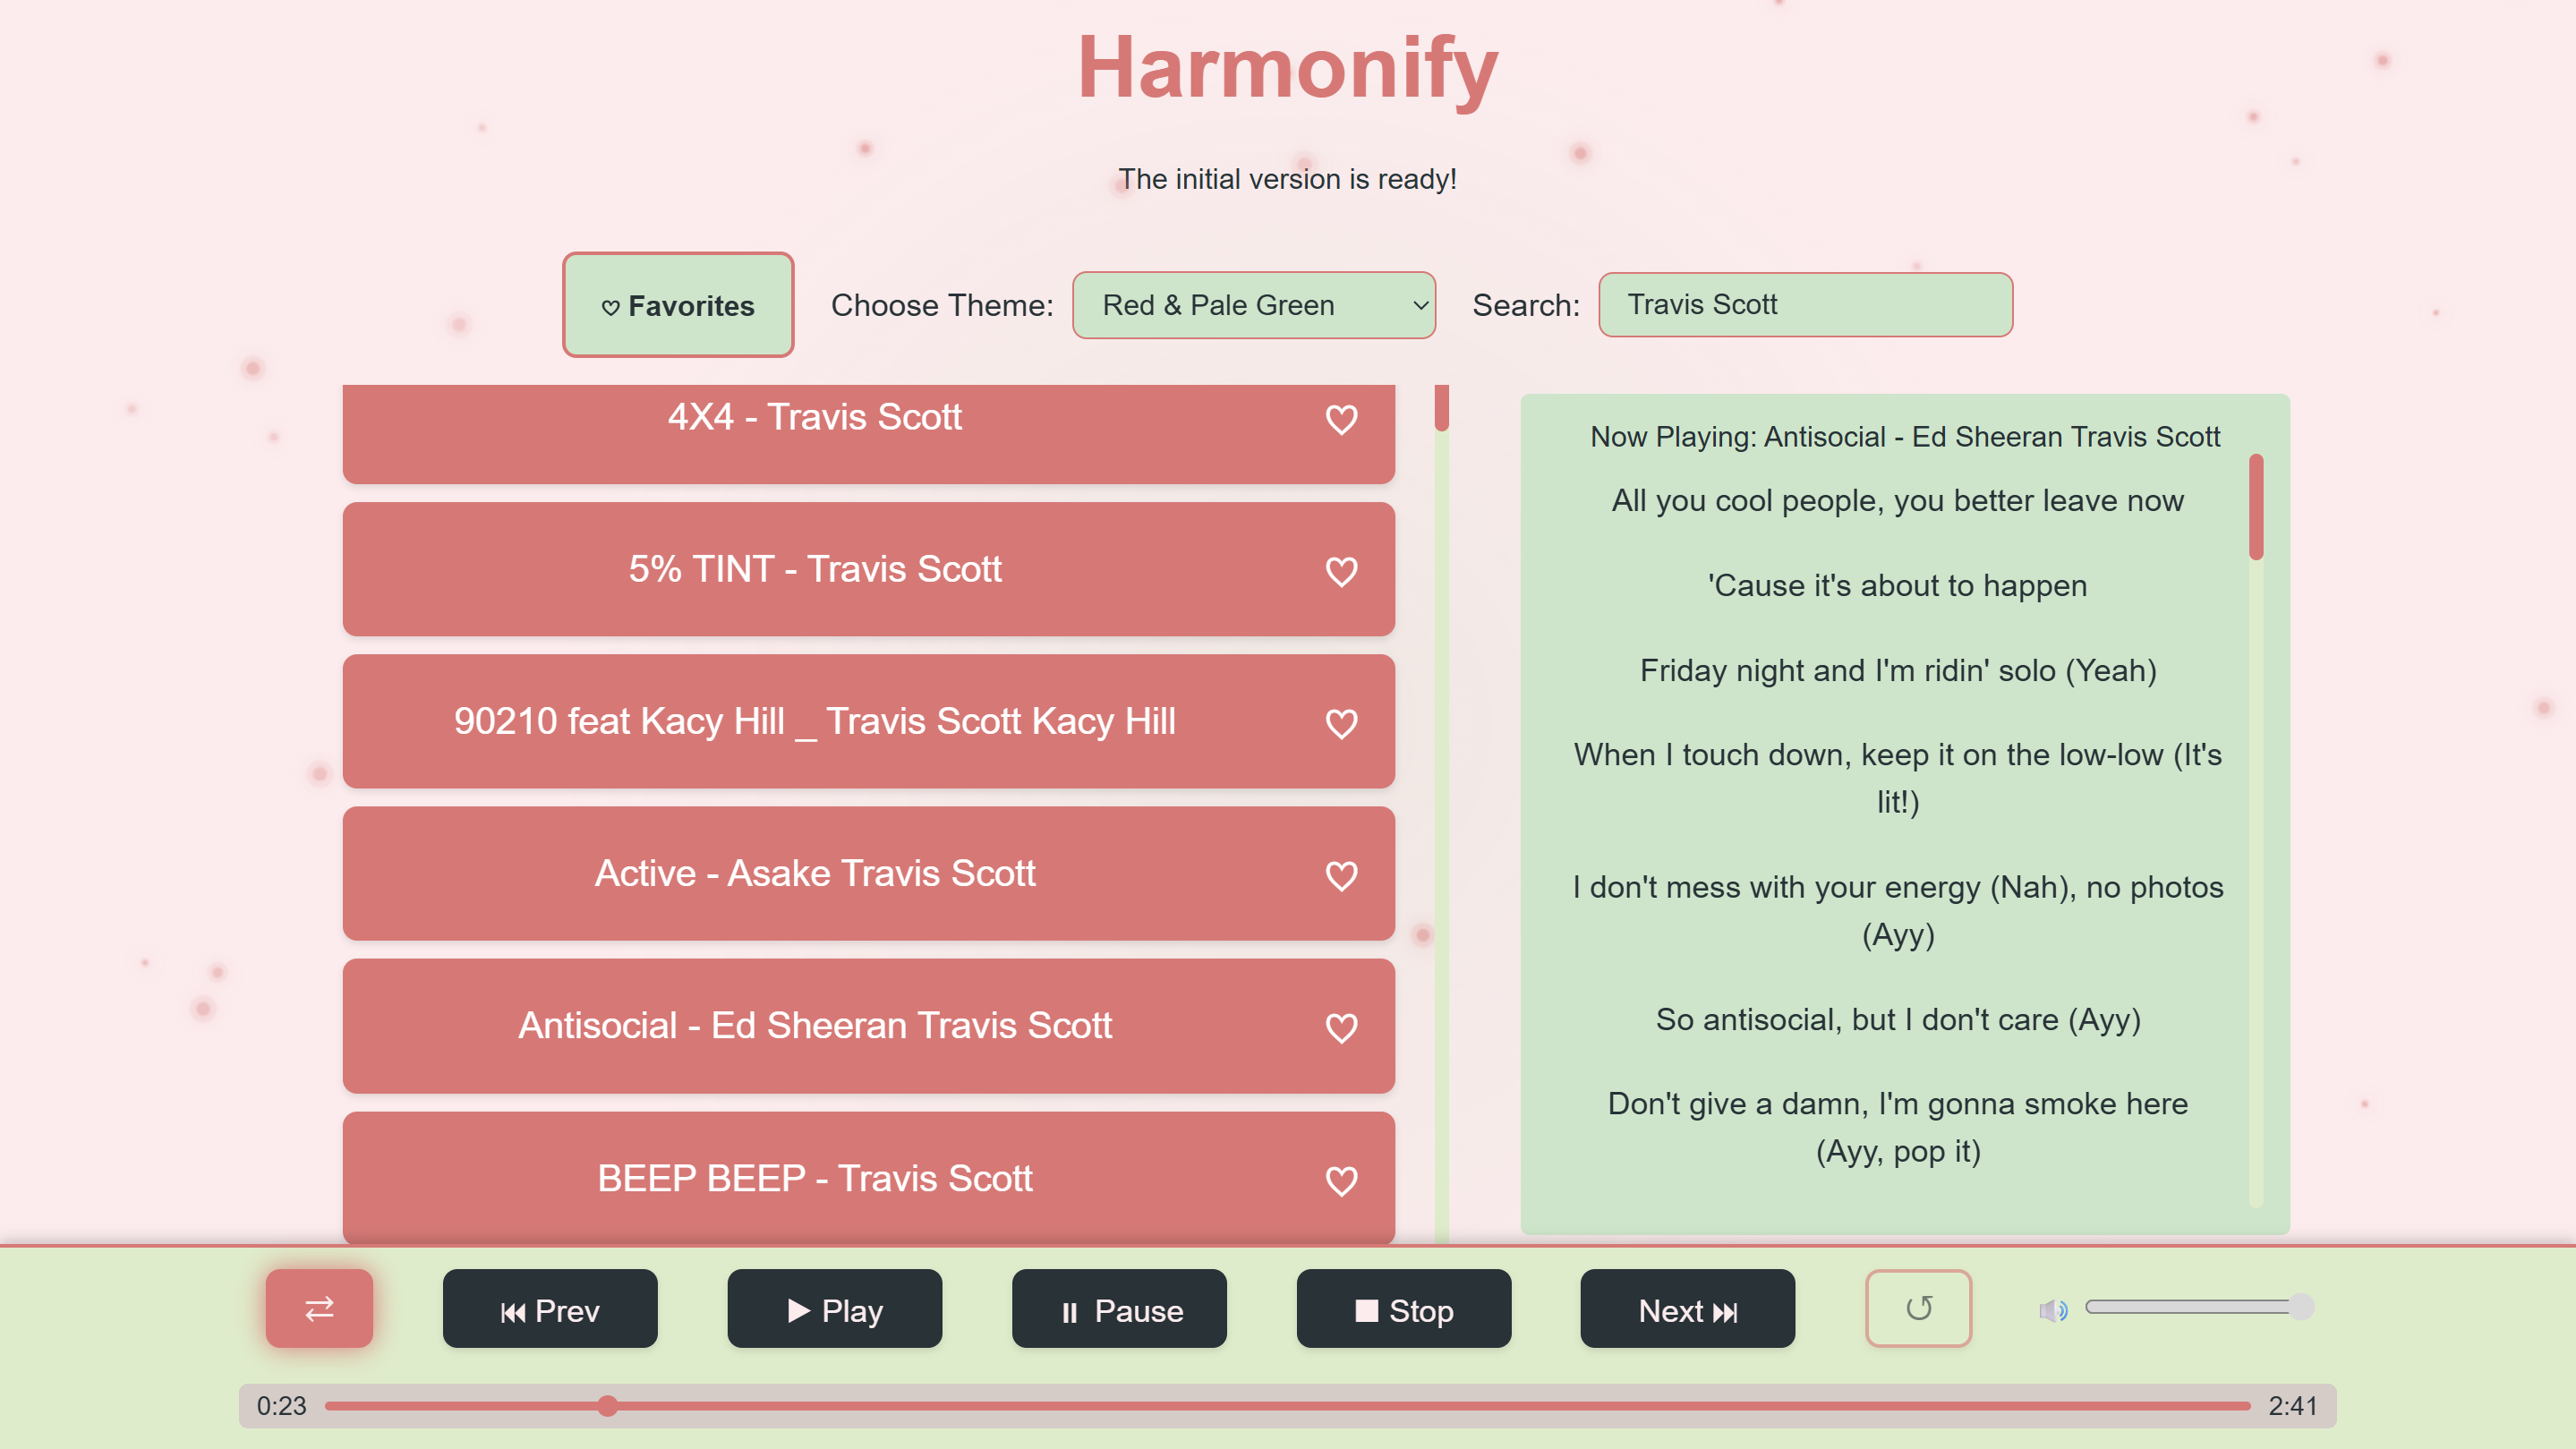 Harmonify
The initial version is ready!
♡ Favorites
Choose Theme:
Red & Pale Green
Search:
Travis Scott
4X4 - Travis Scott
5% TINT - Travis Scott
90210 feat Kacy Hill _ Travis Scott Kacy Hill
Active - Asake Travis Scott
Antisocial - Ed Sheeran Travis Scott
BEEP BEEP - Travis Scott
Now Playing: Antisocial - Ed Sheeran Travis Scott
All you cool people, you better leave now
'Cause it's about to happen
Friday night and I'm ridin' solo (Yeah)
When I touch down, keep it on the low-low (It's
lit!)
I don't mess with your energy (Nah), no photos
(Ayy)
So antisocial, but I don't care (Ayy)
Don't give a damn, I'm gonna smoke here
(Ayy, pop it)
⏮ Prev
▶ Play
⏸ Pause
⏹ Stop
Next ⏭
0:23
2:41